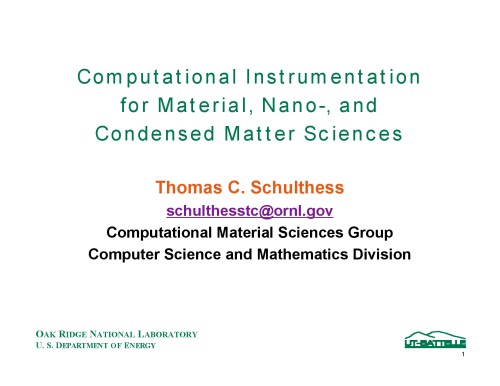 Computational Instrumentation
for Material, Nano-, and
Condensed Matter Sciences
Thomas C. Schulthess
schulthesstc@ornl.gov
Computational Material Sciences Group
Computer Science and Mathematics Division
OAK RIDGE NATIONAL LABORATORY
U. S. DEPARTMENT OF ENERGY
UT-BATTELLE
1